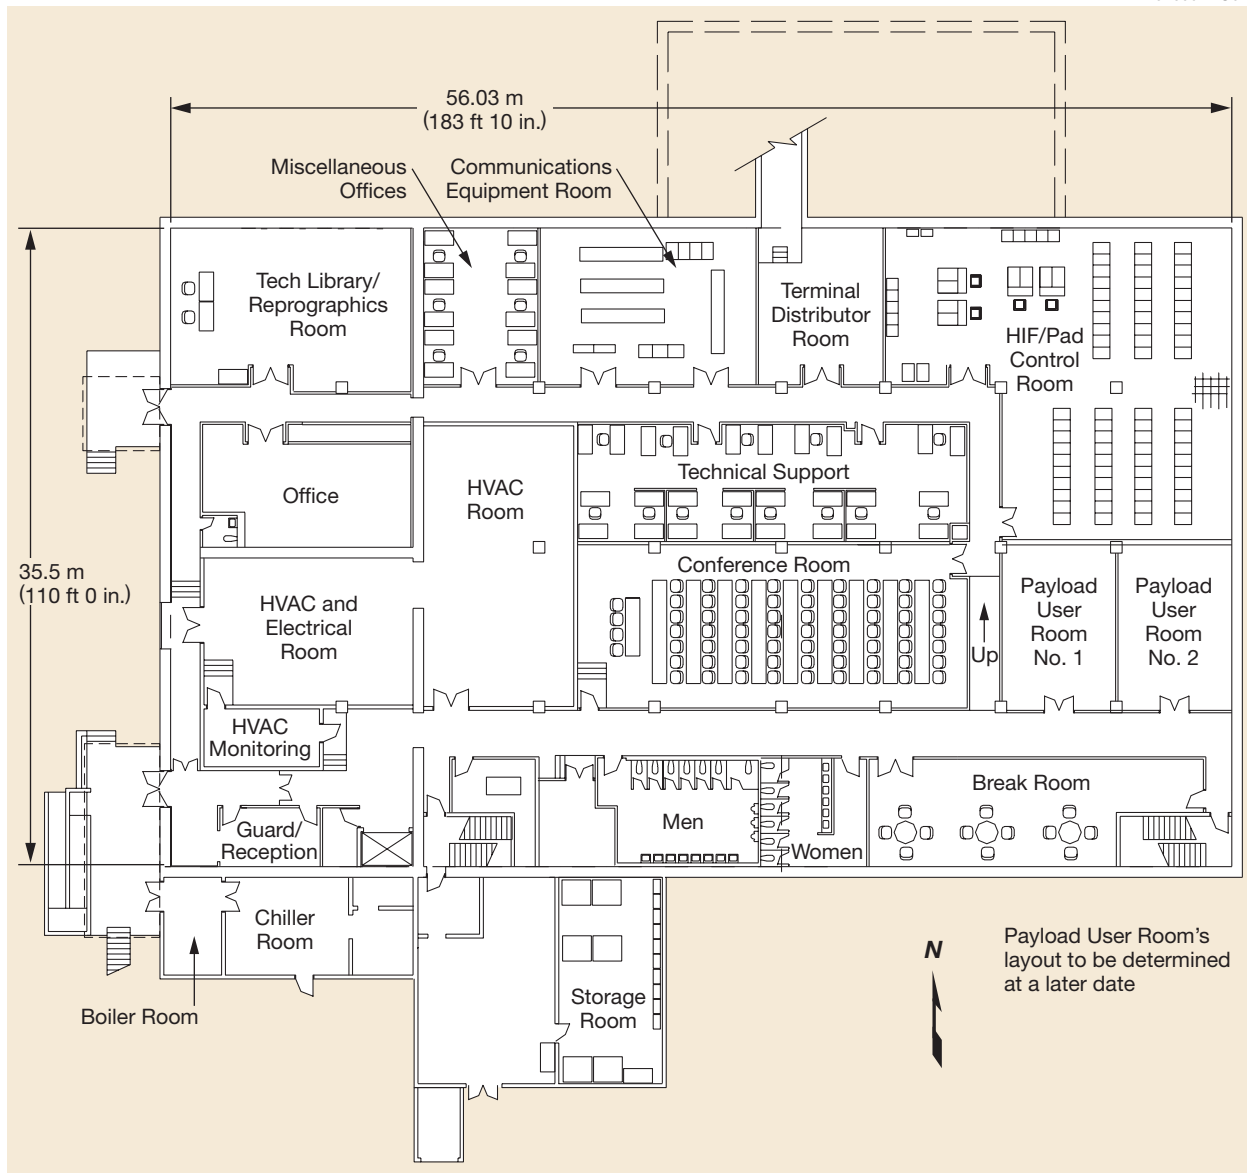 56.03 m
(183 ft 10 in.)
Miscellaneous
Offices
Communications
Equipment Room
Tech Library/
Reprographics
Room
Terminal
Distributor
Room
HIF/Pad
Control
Room
Office
HVAC
Room
Technical Support
35.5 m
(110 ft 0 in.)
HVAC and
Electrical
Room
Conference Room
Up
Payload
User
Room
No. 1
Payload
User
Room
No. 2
HVAC
Monitoring
Guard/
Reception
Men
Women
Break Room
Chiller
Room
Boiler Room
Storage
Room
N
Payload User Room's
layout to be determined
at a later date